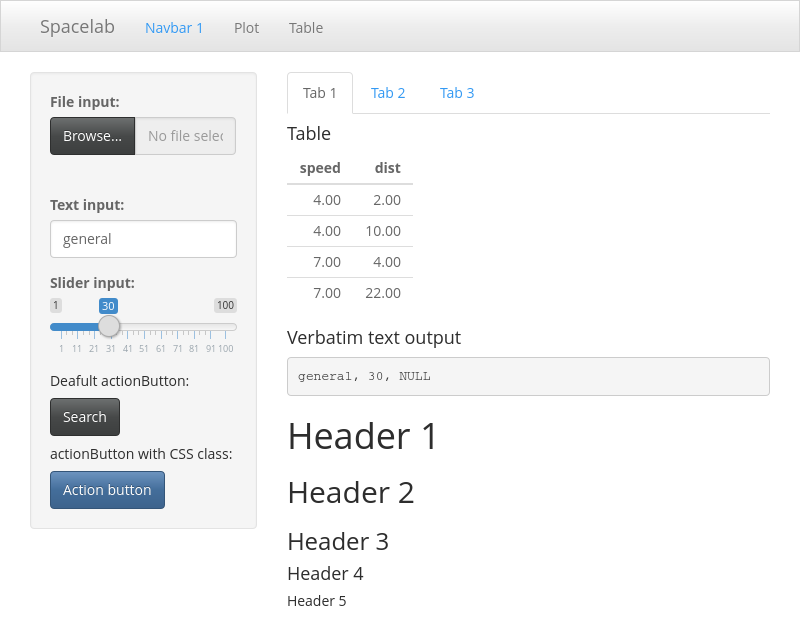 Spacelab Navbar 1 Plot Table
File input:
Browse... No file selec
Text input:
general
Slider input:
1 30 100
1 11 21 31 41 51 61 71 81 91 100
Deafult actionButton:
Search
actionButton with CSS class:
Action button
Tab 1 Tab 2 Tab 3
Table
speed dist
4.00 2.00
4.00 10.00
7.00 4.00
7.00 22.00
Verbatim text output
general, 30, NULL
Header 1
Header 2
Header 3
Header 4
Header 5